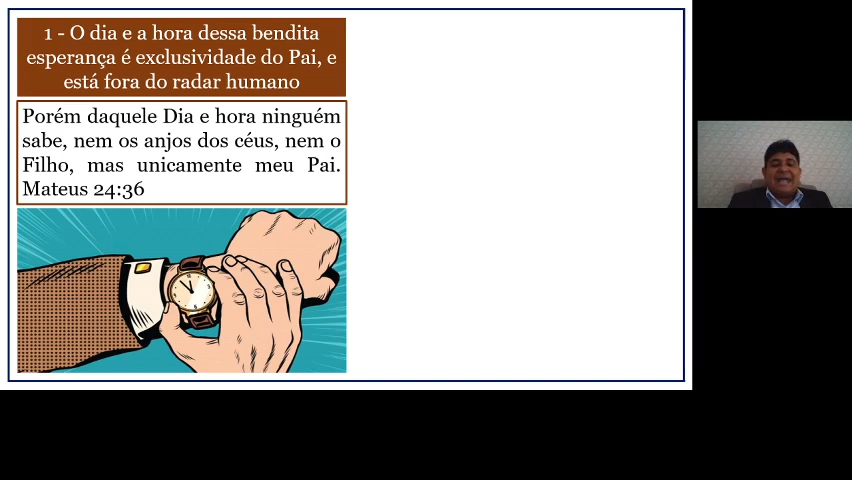 1 - O dia e a hora dessa bendita
esperança é exclusividade do Pai, e
está fora do radar humano
Porém daquele Dia e hora ninguém
sabe, nem os anjos dos céus, nem o
Filho, mas unicamente meu Pai.
Mateus 24:36